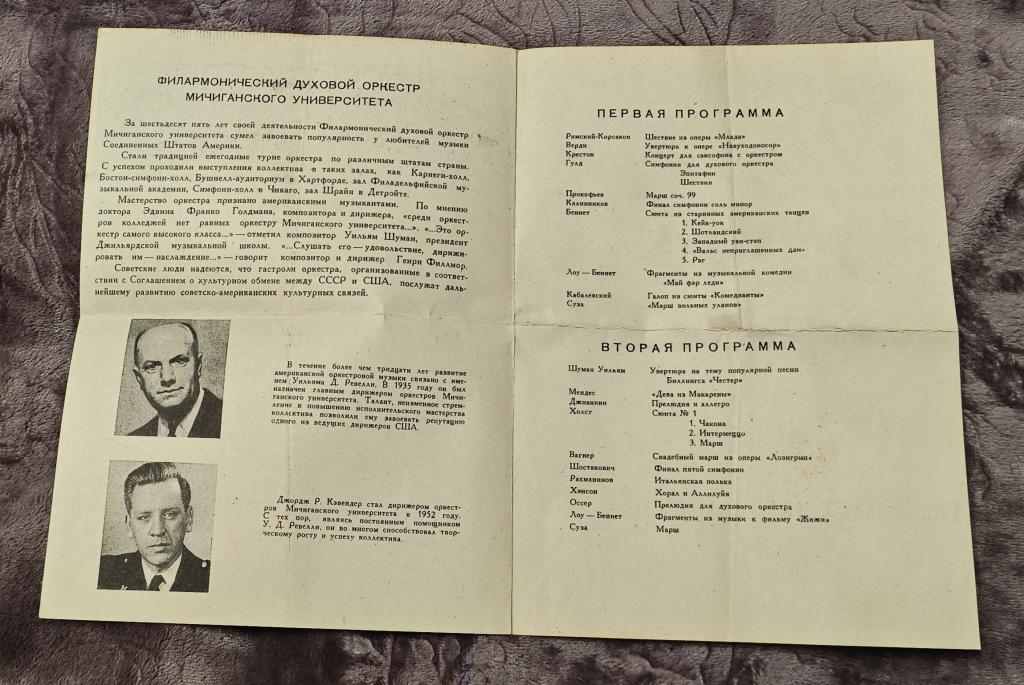 ФИЛАРМОНИЧЕСКИЙ ДУХОВОЙ ОРКЕСТР
МИЧИГАНСКОГО УНИВЕРСИТЕТА
За шестьдесят пять лет своей деятельности Филармонический духовой оркестр
Мичиганского университета сумел завоевать популярность у любителей музыки
Соединенных Штатов Америки.
Стали традицией ежегодные турне оркестра по различным штатам страны.
С успехом проходили выступления коллектива в таких залах, как Карнеги-холл,
Бостон-симфони-холл, Бушнелл-аудиториум в Хартфорде, зал Филадельфийской му-
зыкальной академии, Симфони-холл в Чикаго, зал Шрайн в Детройте.
Мастерство оркестра признано американскими музыкантами. По мнению
доктора Эдвина Франко Голдмана, композитора и дирижера, «среди оркест-
ров колледжей нет равных оркестру Мичиганского университета...». «...Это ор-
кестр самого высокого класса...» — отметил композитор Уильям Шуман, президент
Джильярдской музыкальной школы. «...Слушать его — удовольствие, дирижи-
ровать им — наслаждение...» — говорит композитор и дирижер Генри Филлмор.
Советские люди надеются, что гастроли оркестра, организованные в соответ-
ствии с Соглашением о культурном обмене между СССР и США, послужат даль-
нейшему развитию советско-американских культурных связей.
В течение более чем тридцати лет развитие
американской оркестровой музыки связано с име-
нем Уильяма Д. Ревелли. В 1935 году он был
назначен главным дирижером оркестров Мичи-
ганского университета. Талант, неизменное стрем-
ление к повышению исполнительского мастерства
коллектива позволили ему завоевать репутацию
одного из ведущих дирижеров США.
Джордж Р. Кэвендер стал дирижером оркест-
ров Мичиганского университета в 1952 году.
С тех пор, являясь постоянным помощником
У. Д. Ревелли, он во многом способствовал твор-
ческому росту и успеху коллектива.
ПЕРВАЯ ПРОГРАММА
Римский-Корсаков Шествие из оперы «Млада»
Верди Увертюра к опере «Навуходоносор»
Крестон Концерт для саксофона с оркестром
Гулд Симфония для духового оркестра
Эпитафии
Шествия
Прокофьев Марш соч. 99
Калинников Финал симфонии соль минор
Беннет Сюита из старинных американских танцев
1. Кейк-уок
2. Шотландский
3. Западный уан-степ
4. «Вальс неприглашенных дам»
5. Рэг
Лоу — Беннет Фрагменты из музыкальной комедии
«Май фэр леди»
Кабалевский Галоп из сюиты «Комедианты»
Суза «Марш вольных уланов»
ВТОРАЯ ПРОГРАММА
Шуман Уильям Увертюра на тему популярной песни
Биллингса «Честер»
Мендес «Дева из Макарены»
Джианнини Прелюдия и аллегро
Холст Сюита № 1
1. Чакона
2. Интермеццо
3. Марш
Вагнер Свадебный марш из оперы «Лоэнгрин»
Шостакович Финал пятой симфонии
Рахманинов Итальянская полька
Хэнсон Хорал и Аллилуйя
Оссер Прелюдия для духового оркестра
Лоу — Беннет Фрагменты из музыки к фильму «Жижи»
Суза Марш